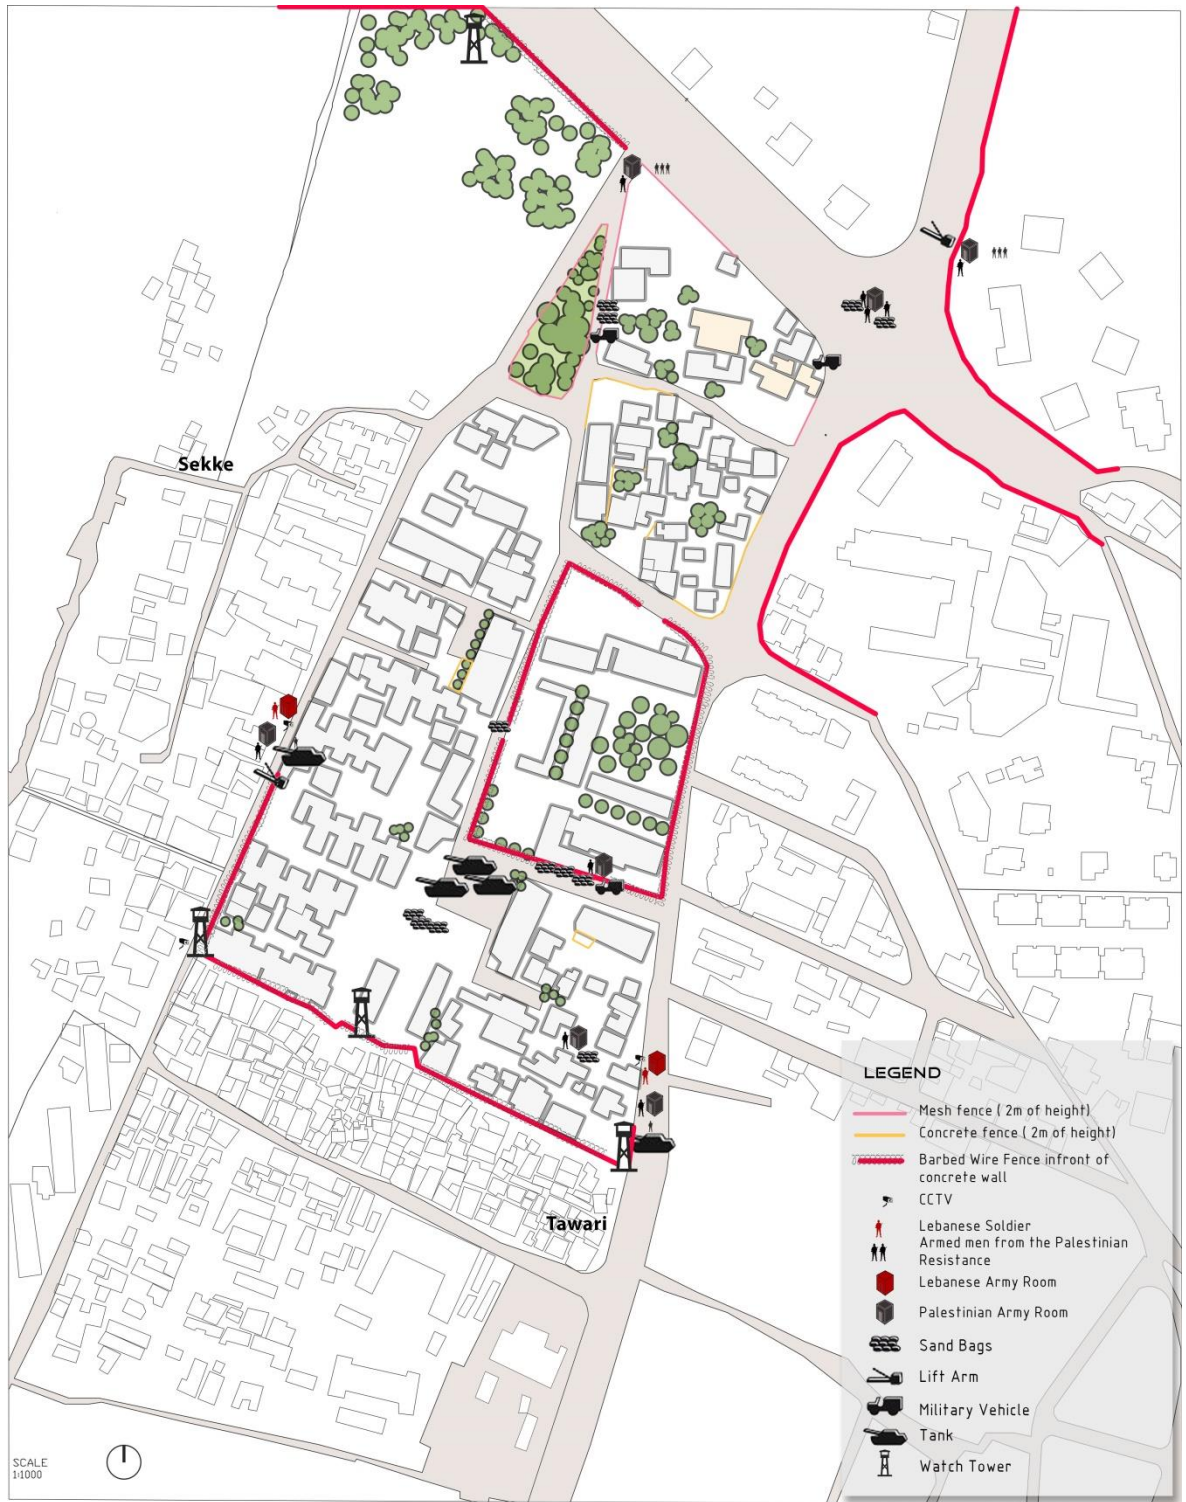 Sekke
Tawari
LEGEND
Mesh fence ( 2m of height)
Concrete fence ( 2m of height)
Barbed Wire Fence infront of
concrete wall
CCTV
Lebanese Soldier
Armed men from the Palestinian
Resistance
Lebanese Army Room
Palestinian Army Room
Sand Bags
Lift Arm
Military Vehicle
Tank
Watch Tower
SCALE
1:1000